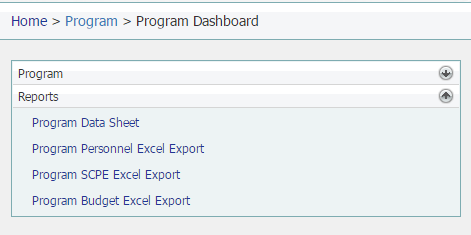 Home > Program > Program Dashboard
Program
Reports
Program Data Sheet
Program Personnel Excel Export
Program SCPE Excel Export
Program Budget Excel Export